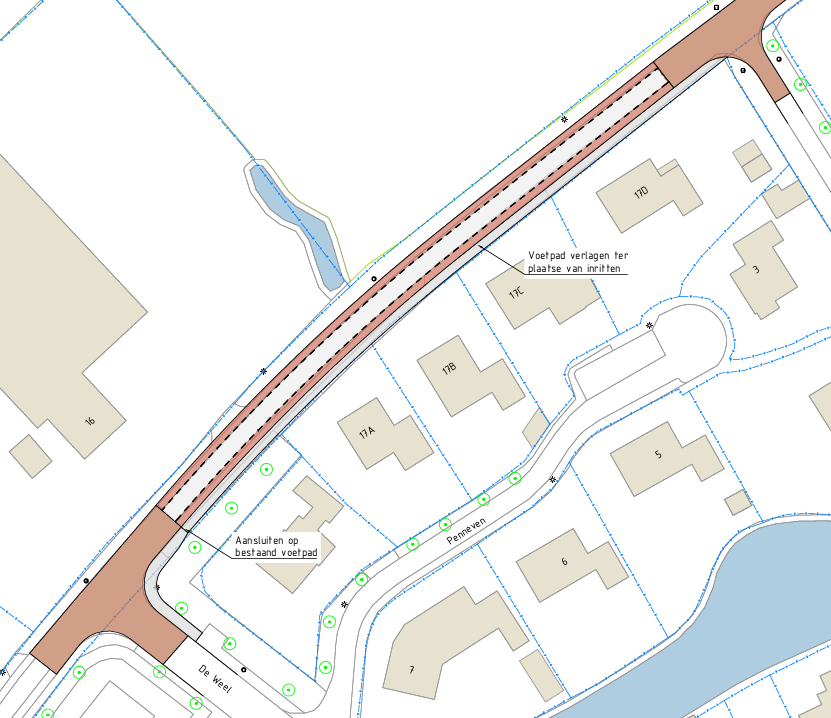 17D
Voetpad verlagen ter
plaatse van inritten
3
17C
17B
16
17A
5
Penneven
Aansluiten op
bestaand voetpad
6
7
De Weel